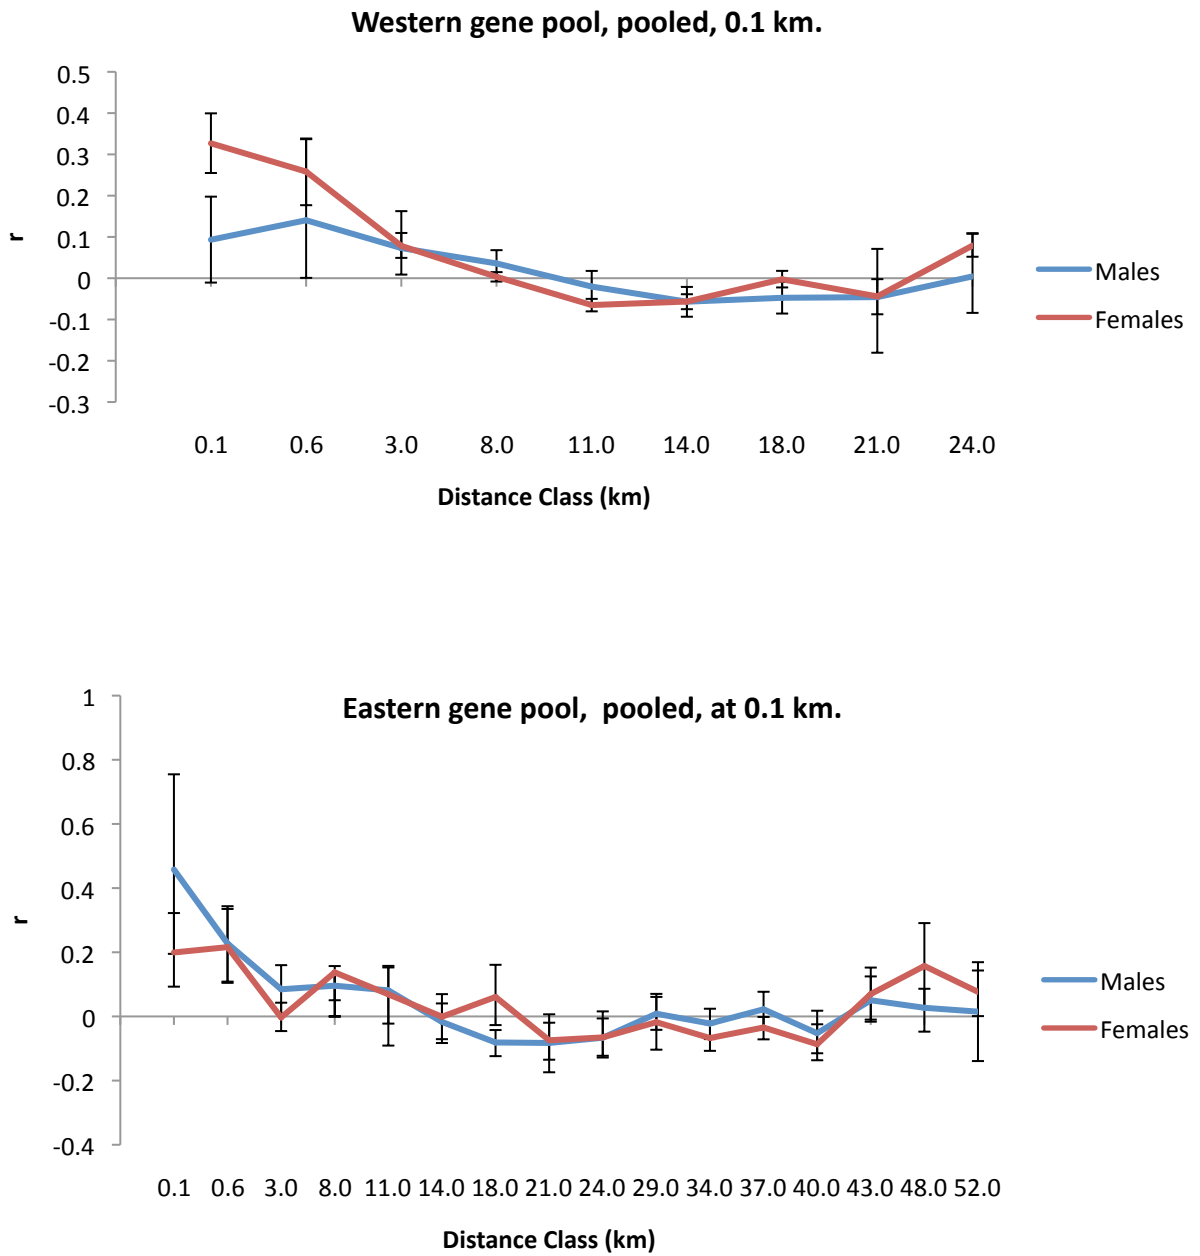 Western gene pool, pooled, 0.1 km.
0.5
0.4
0.3
0.2
0.1
0
-0.1
-0.2
-0.3
r
0.1 0.6 3.0 8.0 11.0 14.0 18.0 21.0 24.0
Distance Class (km)
Males
Females
Eastern gene pool,  pooled, at 0.1 km.
1
0.8
0.6
0.4
0.2
0
-0.2
-0.4
r
0.1 0.6 3.0 8.0 11.0 14.0 18.0 21.0 24.0 29.0 34.0 37.0 40.0 43.0 48.0 52.0
Distance Class (km)
Males
Females